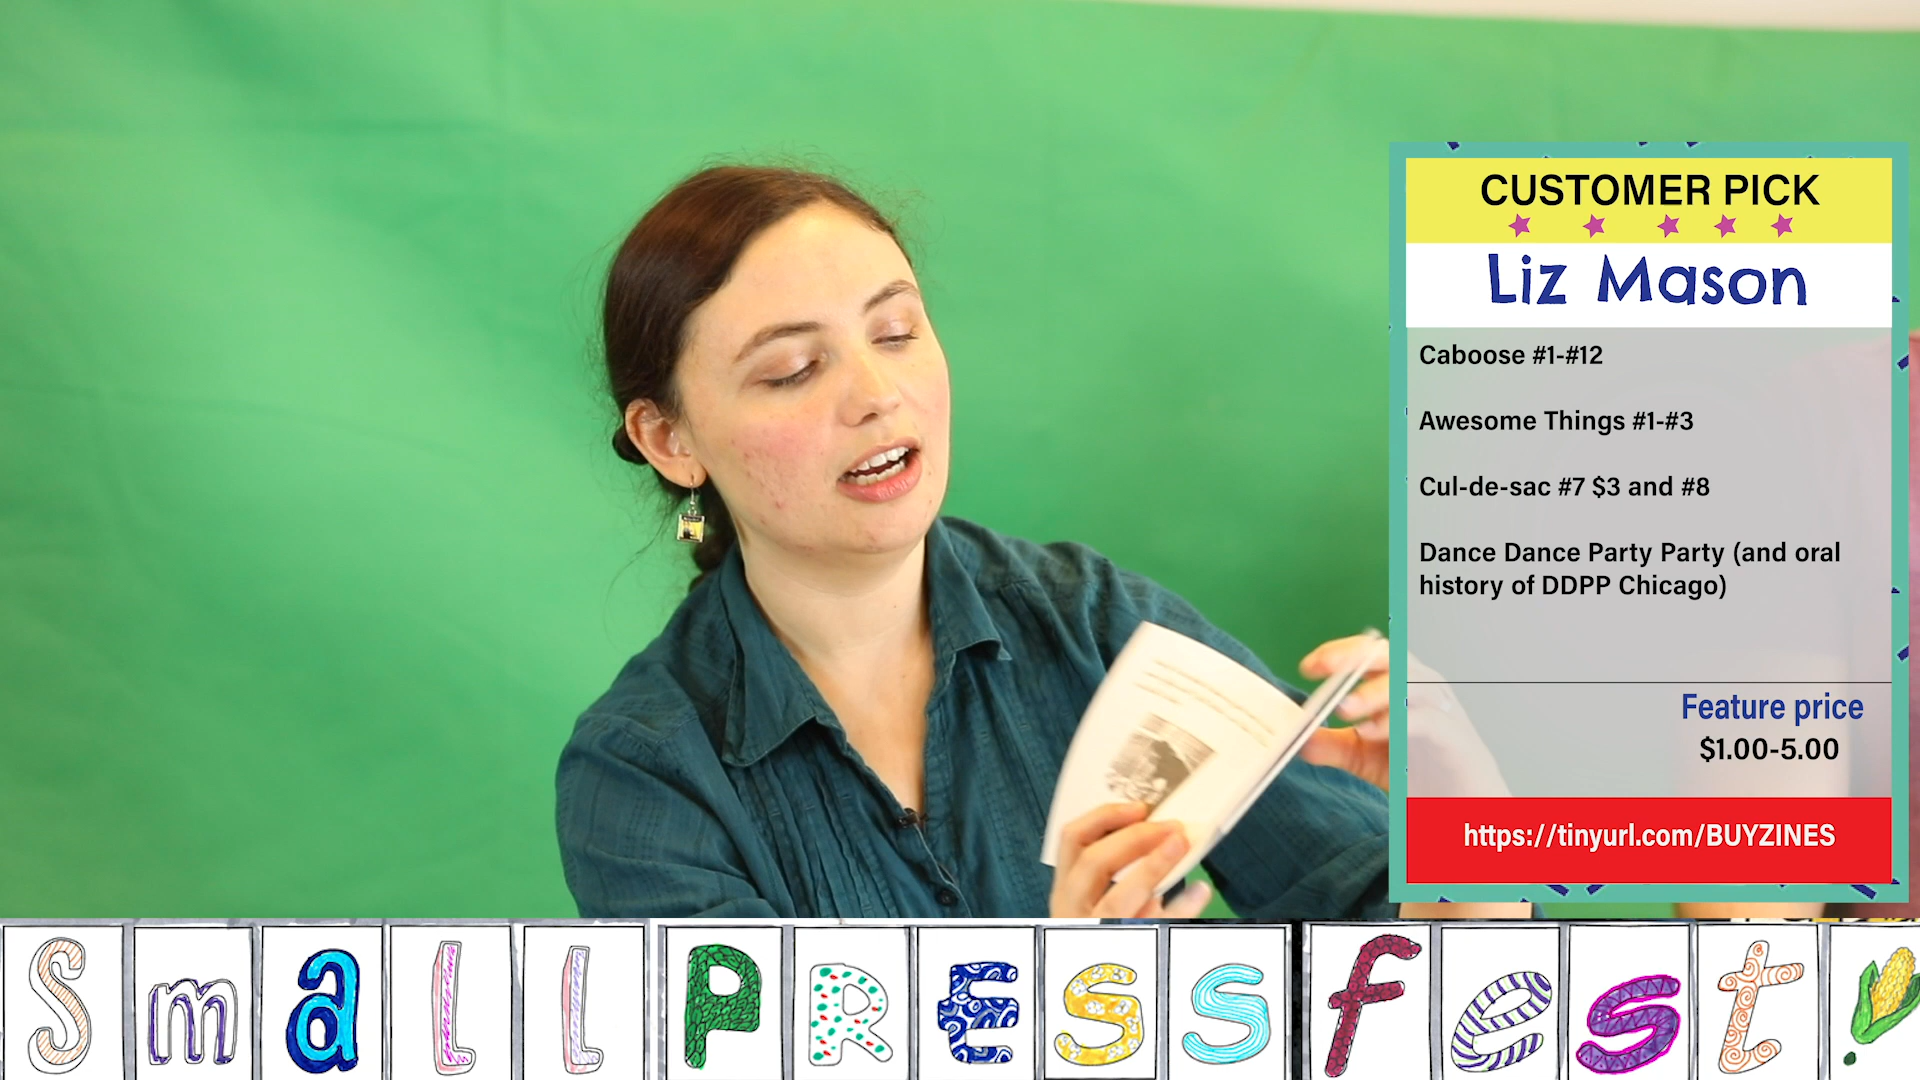 CUSTOMER PICK
Liz Mason
Caboose #1-#12
Awesome Things #1-#3
Cul-de-sac #7 $3 and #8
Dance Dance Party Party (and oral
history of DDPP Chicago)
Feature price
$1.00-5.00
https://tinyurl.com/BUYZINES
Small PRESS fest